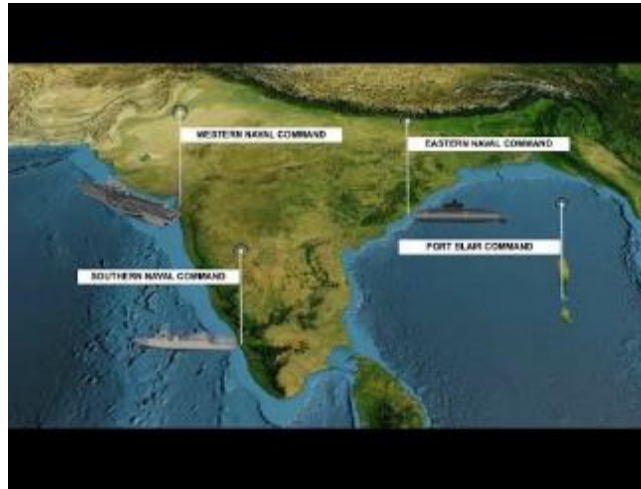 WESTERN NAVAL COMMAND
EASTERN NAVAL COMMAND
PORT BLAIR COMMAND
SOUTHERN NAVAL COMMAND